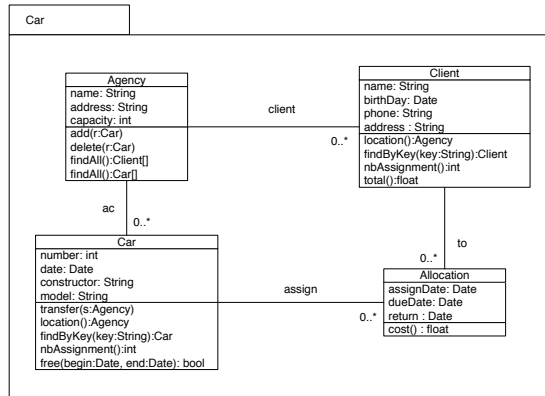 Car
Agency
name: String
address: String
capacity: int
add(r:Car)
delete(r:Car)
findAll():Client[]
findAll():Car[]
client
0..*
Client
name: String
birthDay: Date
phone: String
address : String
location():Agency
findByKey(key:String):Client
nbAssignment():int
total():float
ac
0..*
to
0..*
Car
number: int
date: Date
constructor: String
model: String
transfer(s:Agency)
location():Agency
findByKey(key:String):Car
nbAssignment():int
free(begin:Date, end:Date): bool
assign
0..*
Allocation
assignDate: Date
dueDate: Date
return : Date
cost() : float